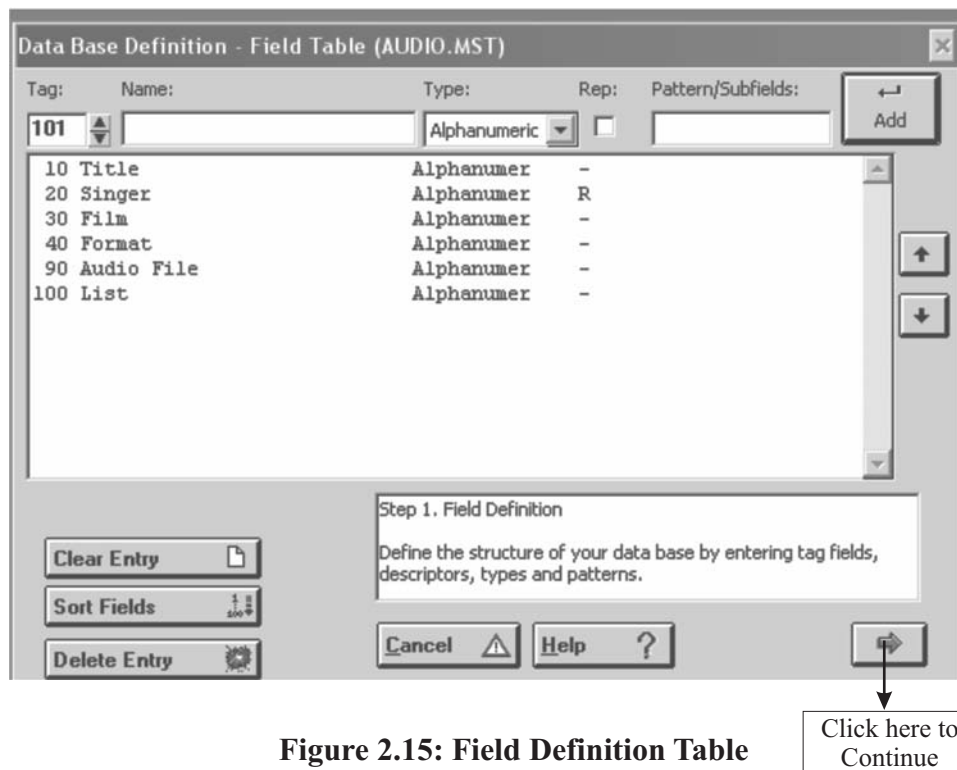 Data Base Definition - Field Table (AUDIO.MST)
Tag: Name: Type: Rep: Pattern/Subfields:
101 Alphanumeric Add
10 Title Alphanumer -
20 Singer Alphanumer R
30 Film Alphanumer -
40 Format Alphanumer -
90 Audio File Alphanumer -
100 List Alphanumer -
Step 1. Field Definition
Define the structure of your data base by entering tag fields,
descriptors, types and patterns.
Clear Entry
Sort Fields
Delete Entry
Cancel Help ?
Click here to
Continue
Figure 2.15: Field Definition Table